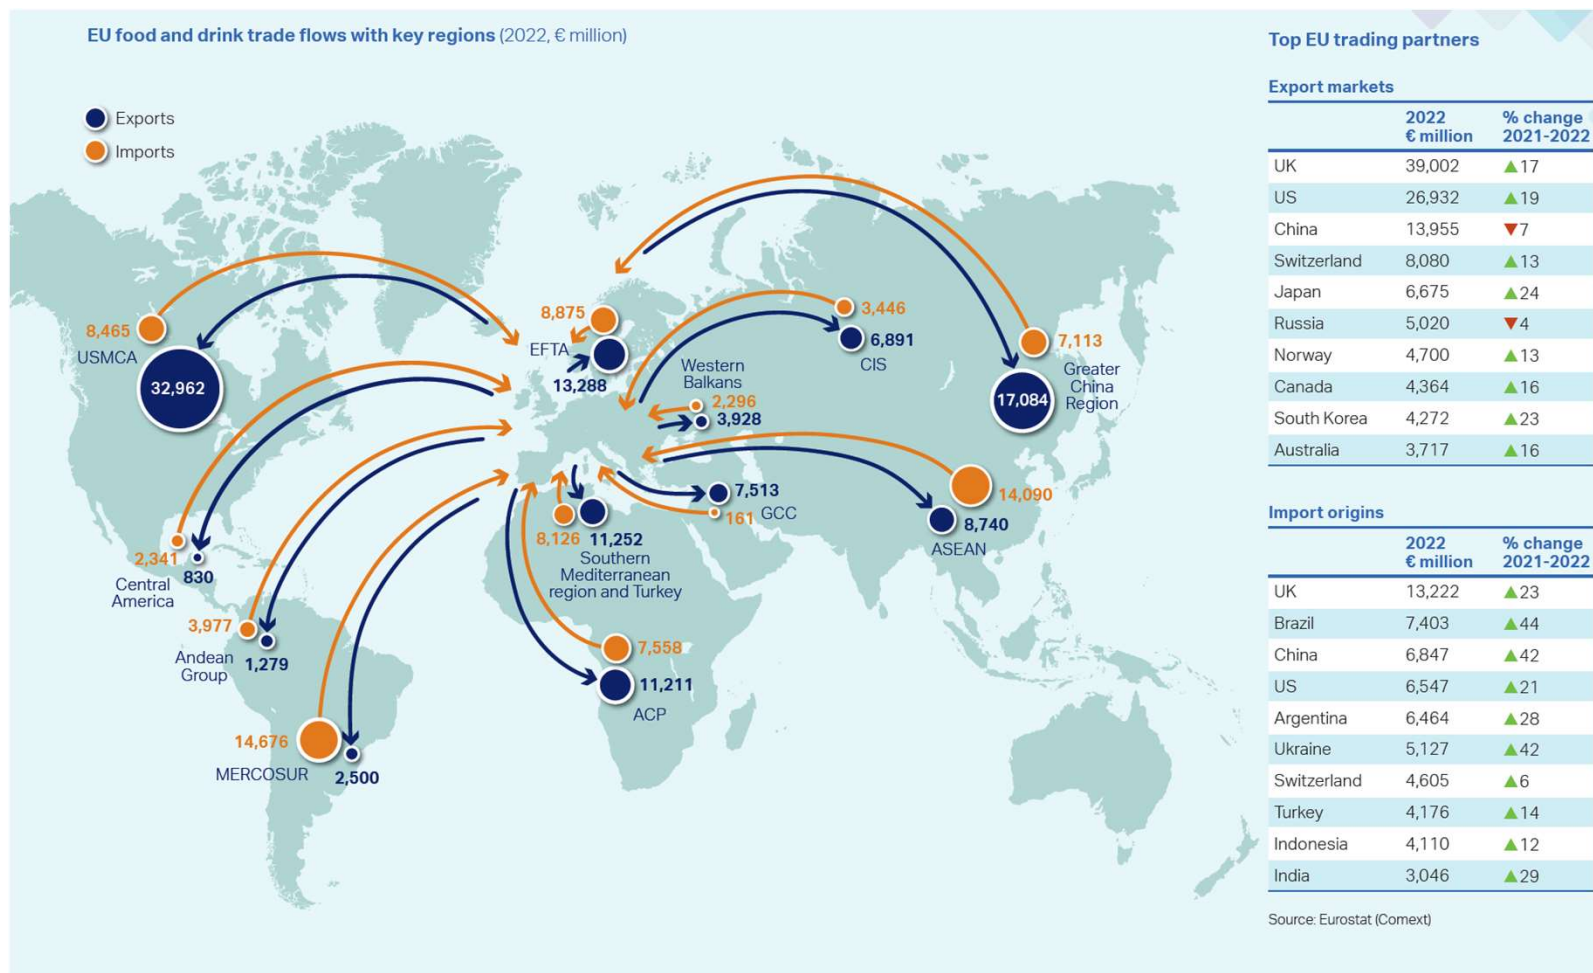 EU food and drink trade flows with key regions (2022, € million)
Exports
Imports
8,465
USMCA
32,962
8,875
EFTA
13,288
3,446
6,891
CIS
Western
Balkans
2,296
3,928
7,113
Greater
China
Region
17,084
14,090
8,740
ASEAN
7,513
161
GCC
8,126
11,252
Southern
Mediterranean
region and Turkey
2,341
830
Central
America
3,977
1,279
Andean
Group
7,558
11,211
ACP
14,676
MERCOSUR
2,500
Top EU trading partners
Export markets
2022 % change
€ million 2021-2022
UK 39,002 ▲17
US 26,932 ▲19
China 13,955 ▼7
Switzerland 8,080 ▲13
Japan 6,675 ▲24
Russia 5,020 ▼4
Norway 4,700 ▲13
Canada 4,364 ▲16
South Korea 4,272 ▲23
Australia 3,717 ▲16
Import origins
2022 % change
€ million 2021-2022
UK 13,222 ▲23
Brazil 7,403 ▲44
China 6,847 ▲42
US 6,547 ▲21
Argentina 6,464 ▲28
Ukraine 5,127 ▲42
Switzerland 4,605 ▲6
Turkey 4,176 ▲14
Indonesia 4,110 ▲12
India 3,046 ▲29
Source: Eurostat (Comext)